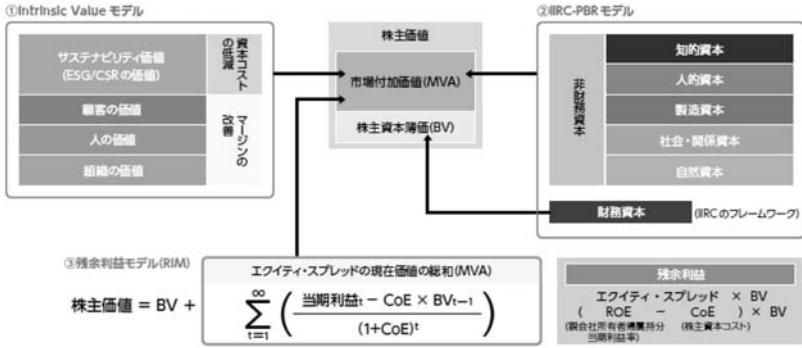 ①Intrinsic Value モデル
サステナビリティ価値
(ESG/CSRの価値)
資本コスト
の低減
顧客の価値
人の価値
組織の価値
マージンの
改善
株主価値
市場付加価値(MVA)
株主資本簿価(BV)
②IIRC-PBR モデル
非財務資本
知的資本
人的資本
製造資本
社会・関係資本
自然資本
財務資本
(IIRCのフレームワーク)
③残余利益モデル(RIM)
エクイティ・スプレッドの現在価値の総和(MVA)
株主価値 = BV + ∞ Σ t=1 ( 当期利益t − CoE × BVt−1 / (1+CoE)^t )
残余利益
エクイティ・スプレッド × BV
( ROE − CoE ) × BV
(親会社所有者帰属持分
当期利益率)
(株主資本コスト)